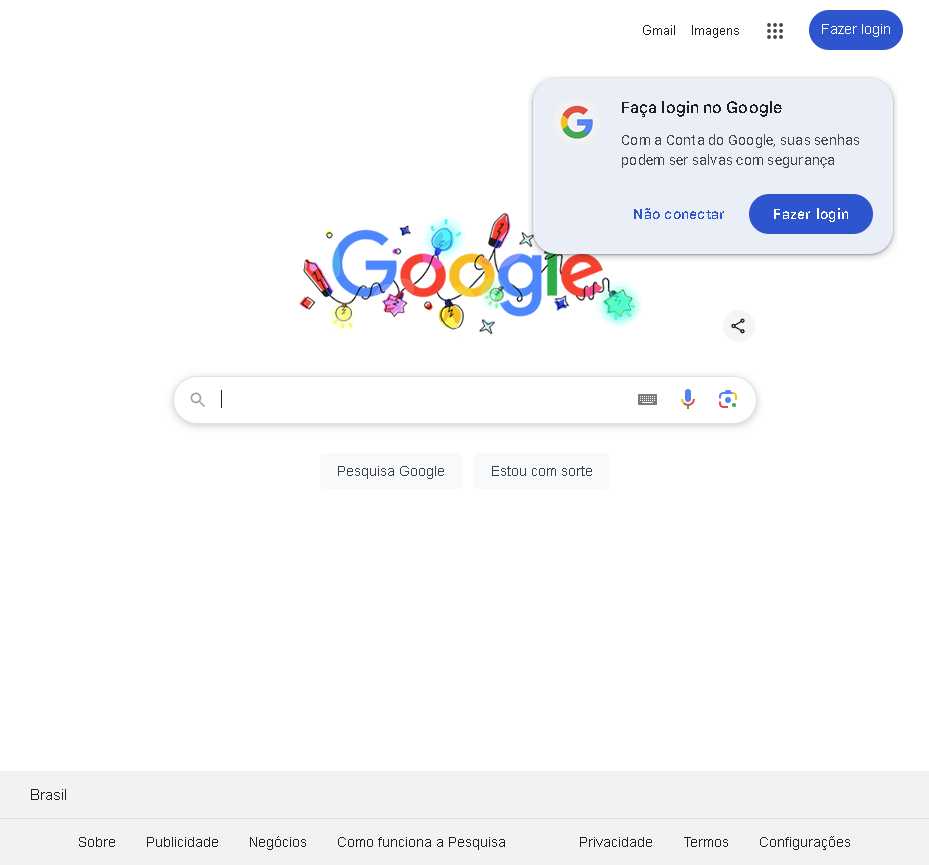 Gmail
Imagens
Fazer login
Faça login no Google
Com a Conta do Google, suas senhas
podem ser salvas com segurança
Não conectar
Fazer login
Google
Pesquisa Google
Estou com sorte
Brasil
Sobre
Publicidade
Negócios
Como funciona a Pesquisa
Privacidade
Termos
Configurações